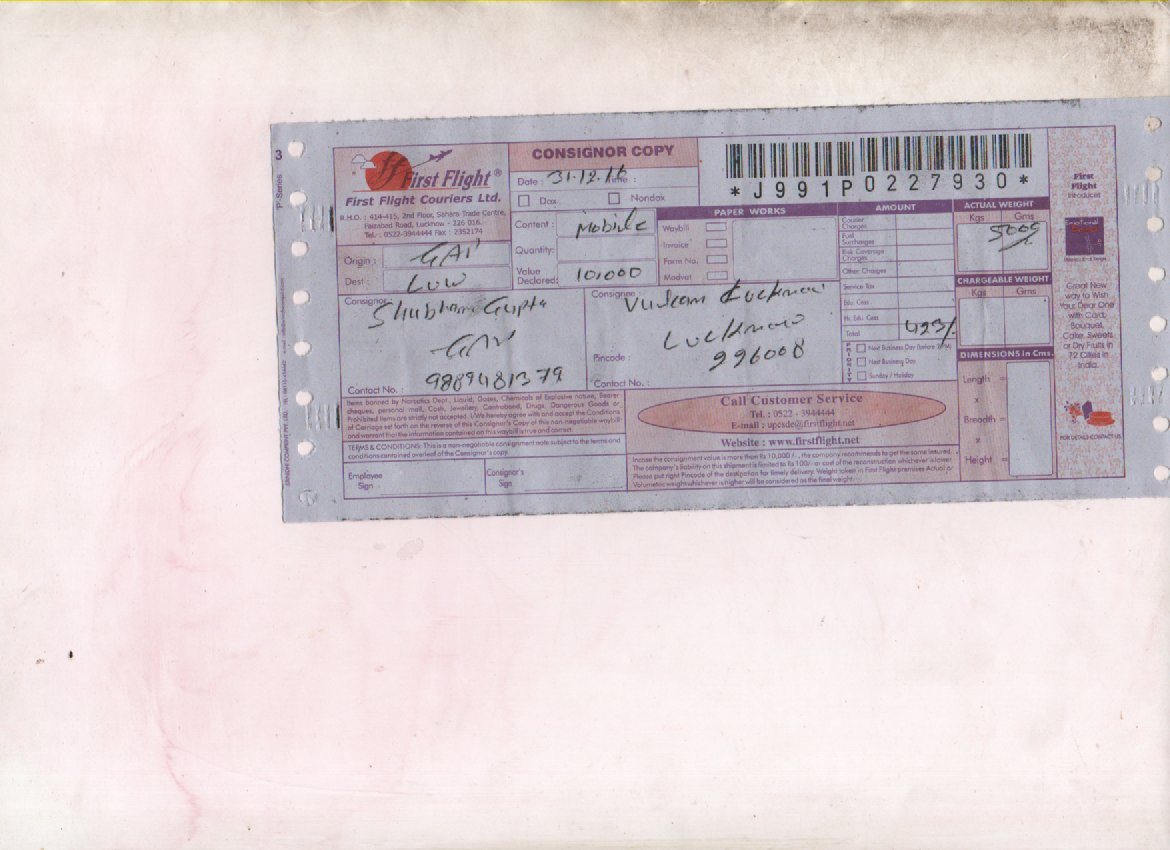 3
P-Series
First Flight®
First Flight Couriers Ltd.
R.H.O. : 414-415, 2nd Floor, Sahara Trade Centre,
Faizabad Road, Lucknow - 226 016.
Tel. : 0522-3944444 Fax : 2352174
Origin :
Dest :
CONSIGNOR COPY
Date : 31.12.16 Time :
Dox Nondox
Content : Mobile
Quantity:
Value Declared: 10,000
*J991P0227930*
PAPER WORKS
Waybill
Invoice
Form No.
Modvat
AMOUNT
Courier Charges
Fuel Surcharges
Risk Coverage Charges
Other Charges
Service Tax
Edu. Cess
Hr. Edu. Cess
Total 423/.
PRIORITY
Next Business Day (before 12PM)
Next Business Day
Sunday / Holiday
ACTUAL WEIGHT
Kgs Gms
500g
CHARGEABLE WEIGHT
Kgs Gms
DIMENSIONS in Cms.
Length =
x
Breadth =
x
Height =
Consignor
Shubham Gupta
Contact No. : 9889481379
Consignee
Lucknow
Lucknow
Pincode : 996008
Contact No. :
Items banned by Narcotics Dept., Liquid, Gases, Chemicals of Explosive notice, Bearer
cheques, personal mail, Cash, Jewellery, Contraband, Drugs, Dangerous Goods or
Prohibited items are strictly not accepted. I/We hereby agree with and accept the Conditions
of Carriage set forth on the reverse of this Consignor's Copy of this non-negotiable waybill
and warrant that the information contained on this waybill is true and correct.
TERMS & CONDITIONS: This is a non-negotiable consignment note subject to the terms and
conditions contained overleaf of the Consignor's copy.
Employee Sign
Consignor's Sign
Call Customer Service
Tel. : 0522 - 3944444
E-mail : upcsde@firstflight.net
Website : www.firstflight.net
Incase the consignment value is more than Rs 10,000 /-, the company recommends to get the same insured.
The company's liability on this shipment is limited to Rs 100/- or cost of the reconstruction whichever is lower.
Please put right Pincode of the destination for timely delivery. Weight taken in First Flight premises Actual or
Volumetric weight whichever is higher will be considered as the final weight.
First
Flight
Introduces
Great New
way to Wish
Your Dear One
with Card,
Bouquet,
Cake, Sweets
or Dry Fruits in
72 Cities in
India.
FOR DETAILS CONTACT US